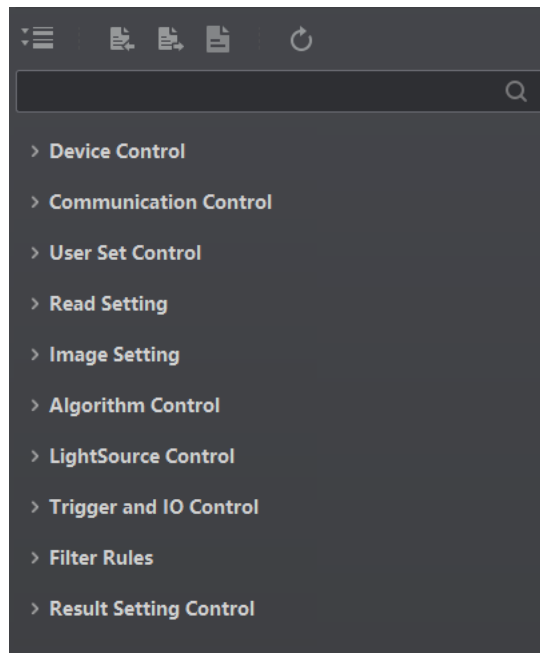 Device Control
Communication Control
User Set Control
Read Setting
Image Setting
Algorithm Control
LightSource Control
Trigger and IO Control
Filter Rules
Result Setting Control